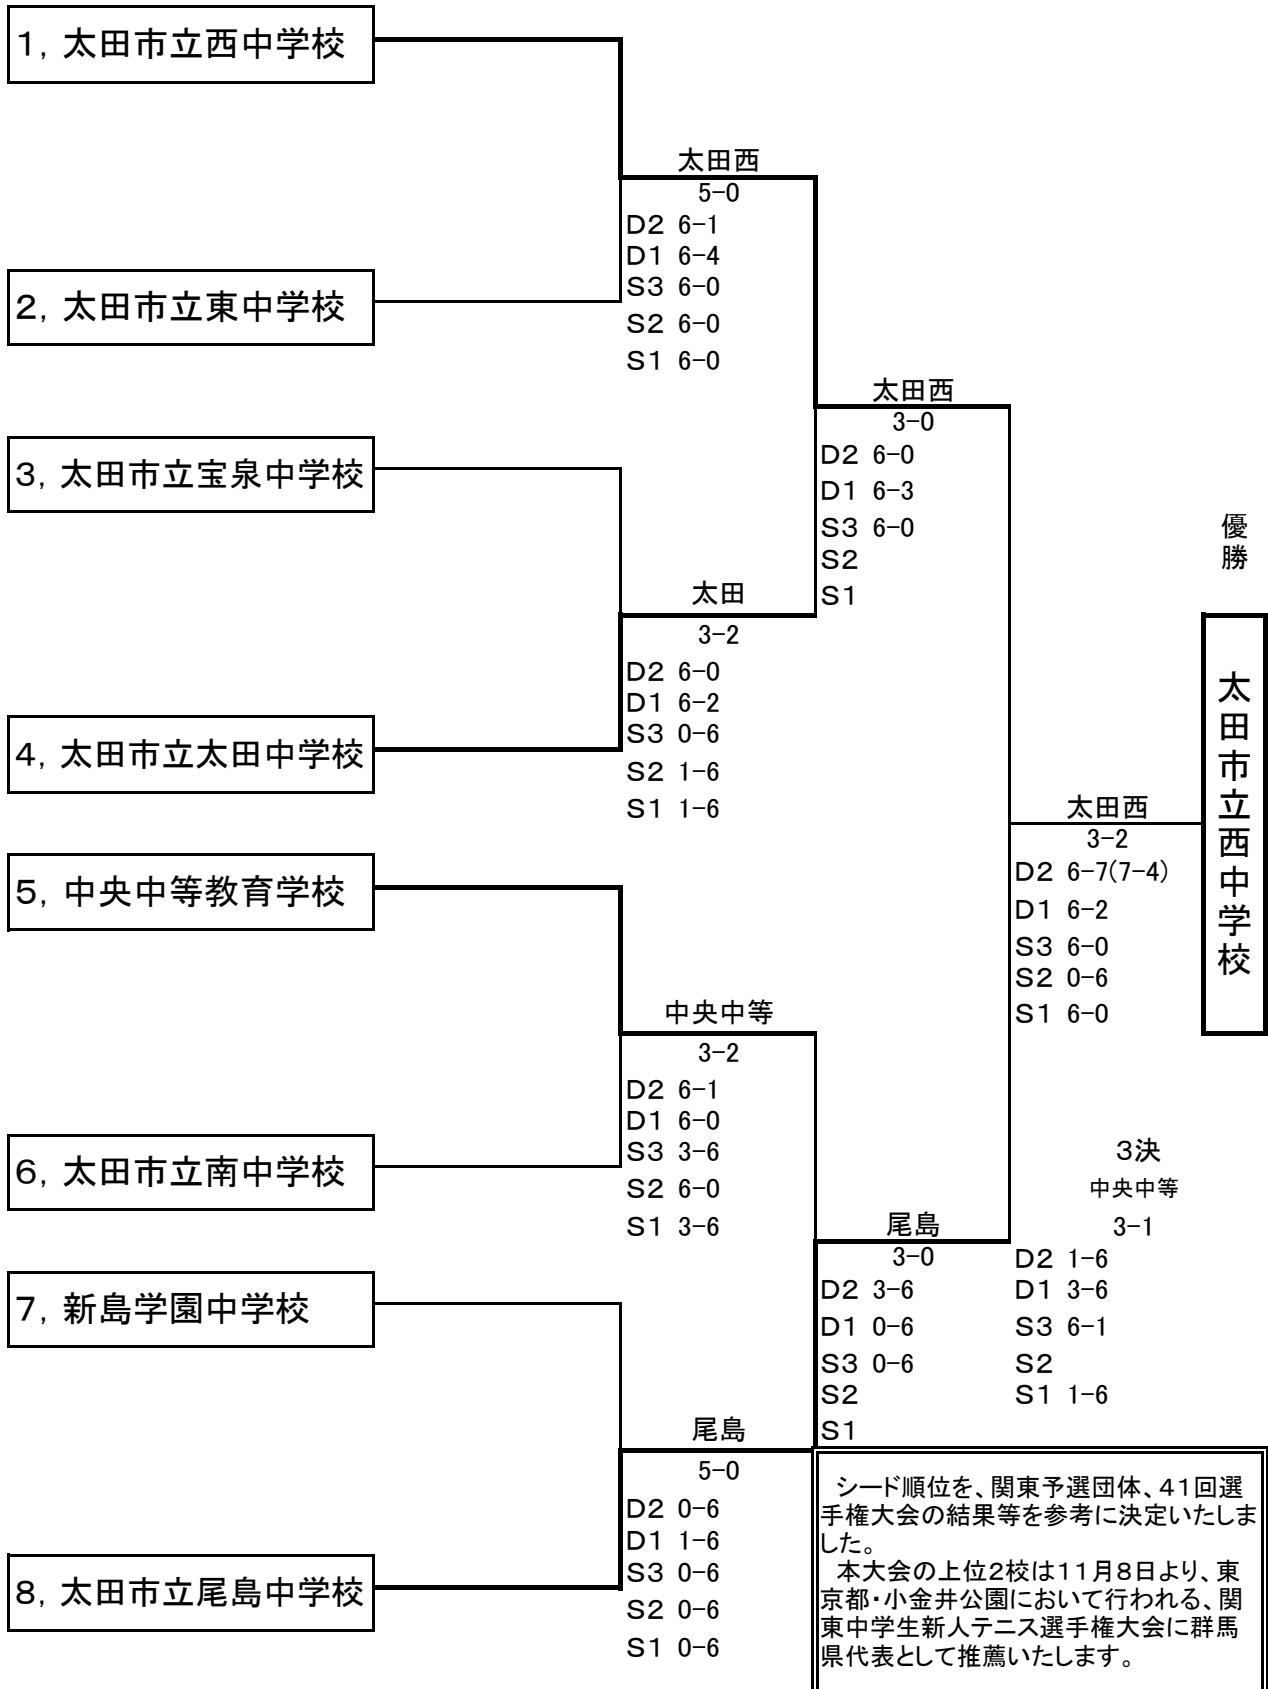 1, 太田市立西中学校
太田西
5-0
D2 6-1
D1 6-4
S3 6-0
S2 6-0
S1 6-0
2, 太田市立東中学校
太田西
3-0
D2 6-0
D1 6-3
S3 6-0
S2
S1
3, 太田市立宝泉中学校
太田
3-2
D2 6-0
D1 6-2
S3 0-6
S2 1-6
S1 1-6
4, 太田市立太田中学校
優勝
太田市立西中学校
太田西
3-2
D2 6-7(7-4)
D1 6-2
S3 6-0
S2 0-6
S1 6-0
5, 中央中等教育学校
中央中等
3-2
D2 6-1
D1 6-0
S3 3-6
S2 6-0
S1 3-6
6, 太田市立南中学校
尾島
3-0
D2 3-6
D1 0-6
S3 0-6
S2
S1
3決
中央中等
3-1
D2 1-6
D1 3-6
S3 6-1
S2
S1 1-6
7, 新島学園中学校
尾島
5-0
D2 0-6
D1 1-6
S3 0-6
S2 0-6
S1 0-6
8, 太田市立尾島中学校
シード順位を、関東予選団体、41回選
手権大会の結果等を参考に決定いたしま
した。
本大会の上位2校は11月8日より、東
京都・小金井公園において行われる、関
東中学生新人テニス選手権大会に群馬
県代表として推薦いたします。